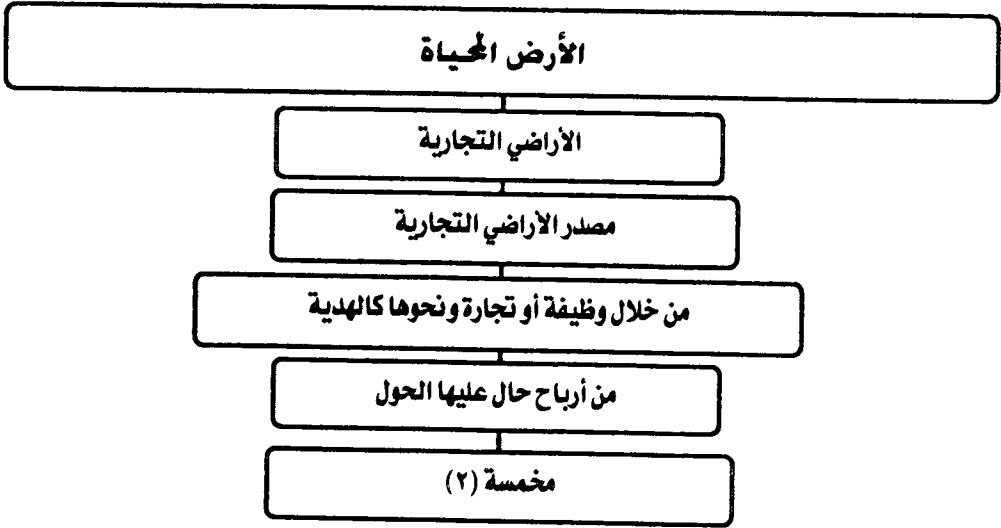 الأرض المحياة
الأراضي التجارية
مصدر الأراضي التجارية
من خلال وظيفة أو تجارة ونحوها كالهدية
من أرباح حال عليها الحول
مخمسة (٢)